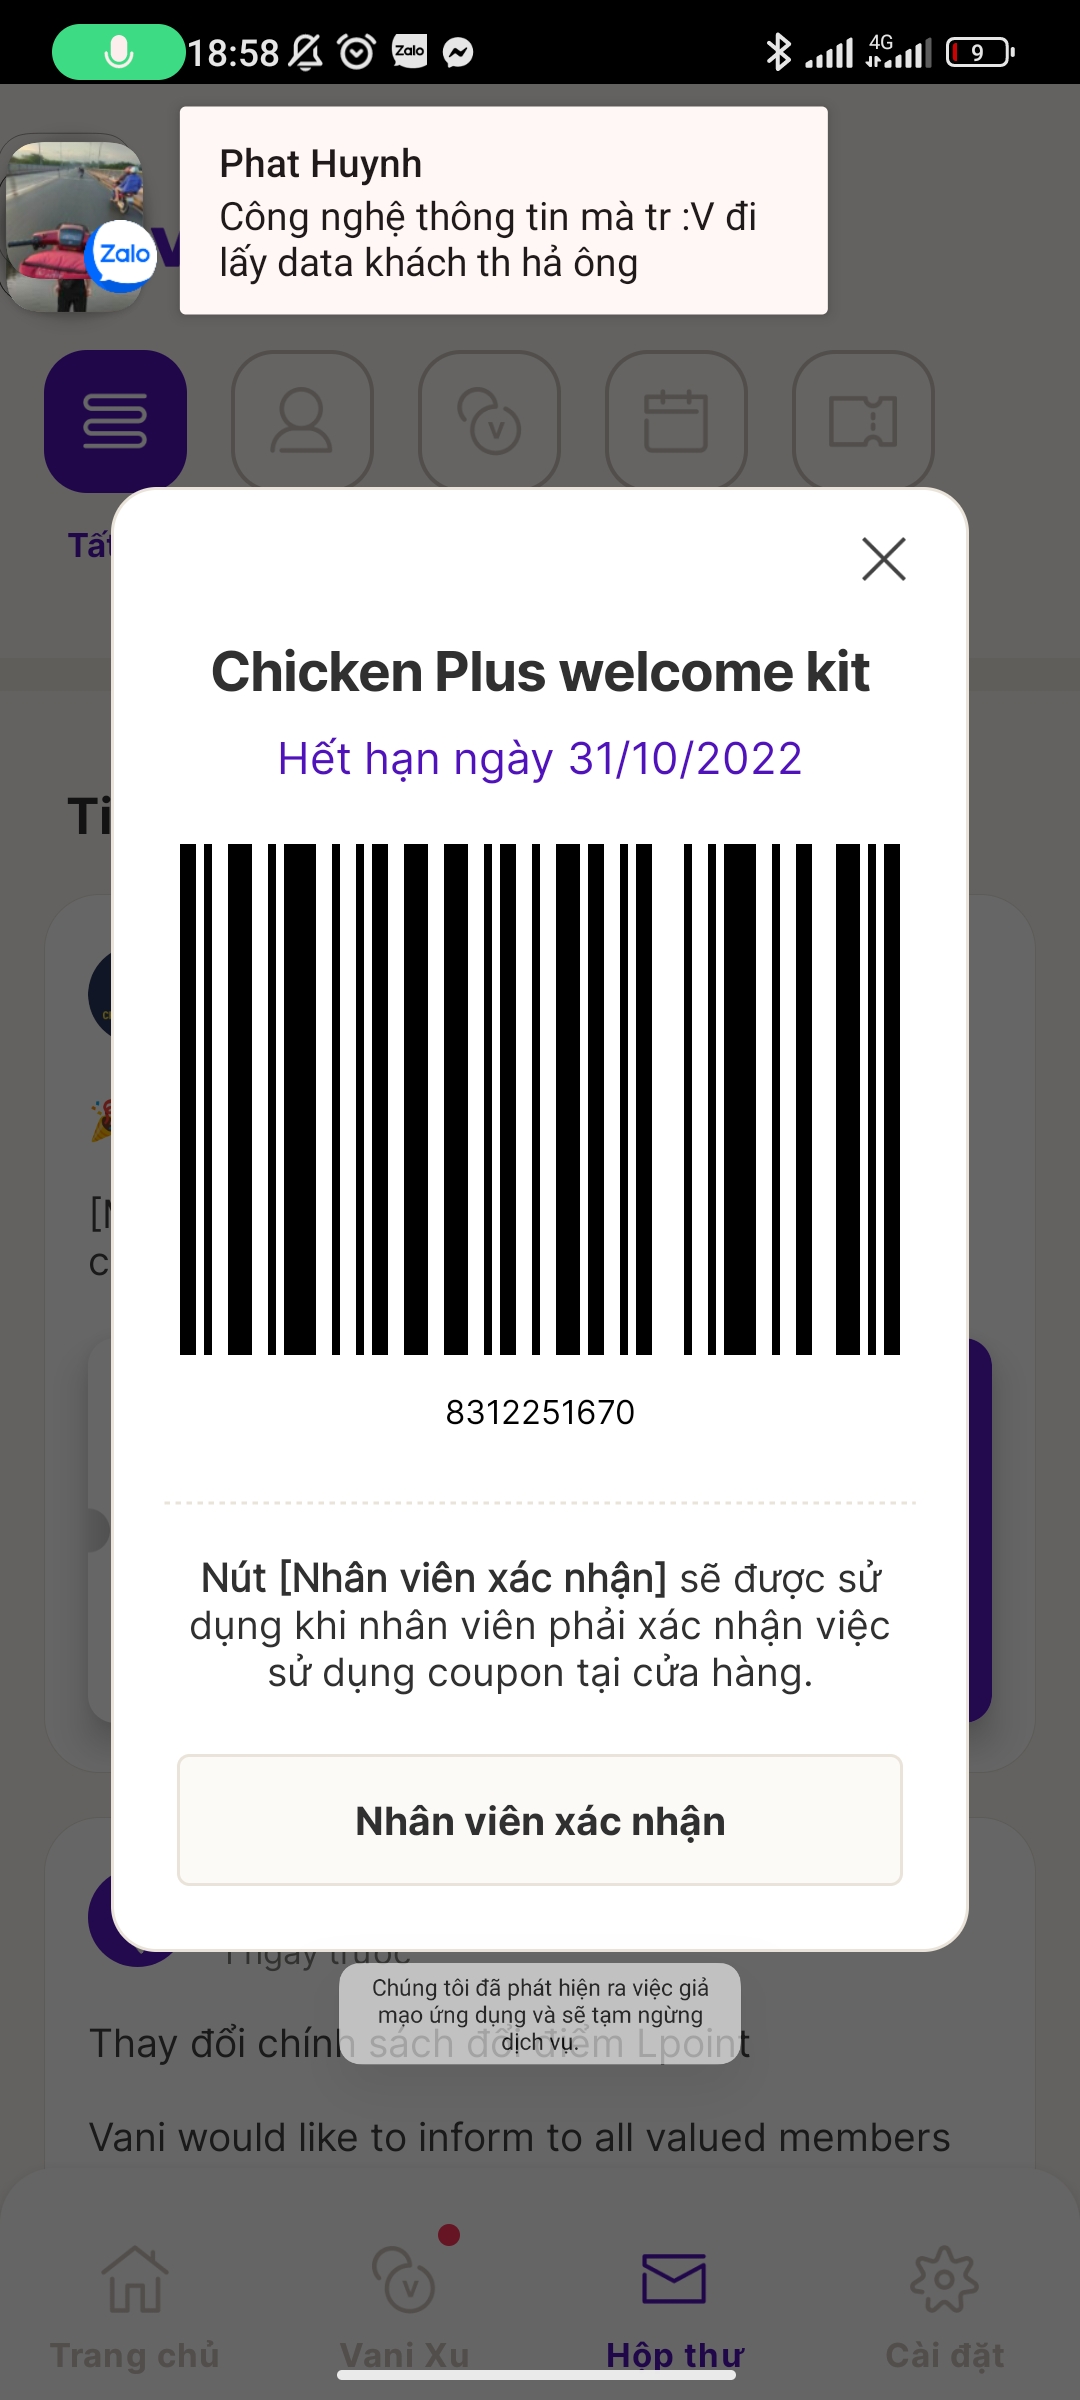 18:58
Zalo
4G
9
Phat Huynh
Công nghệ thông tin mà tr :V đi
lấy data khách th hả ông
Zalo
v
V
Tất
Chicken Plus welcome kit
Hết hạn ngày 31/10/2022
Ti
8312251670
Nút [Nhân viên xác nhận] sẽ được sử
dụng khi nhân viên phải xác nhận việc
sử dụng coupon tại cửa hàng.
Nhân viên xác nhận
1 ngày trước
Chúng tôi đã phát hiện ra việc giả
mạo ứng dụng và sẽ tạm ngừng
dịch vụ.
Thay đổi chính sách đổi điểm Lpoint
Vani would like to inform to all valued members
V
Trang chủ
Vani Xu
Hộp thư
Cài đặt